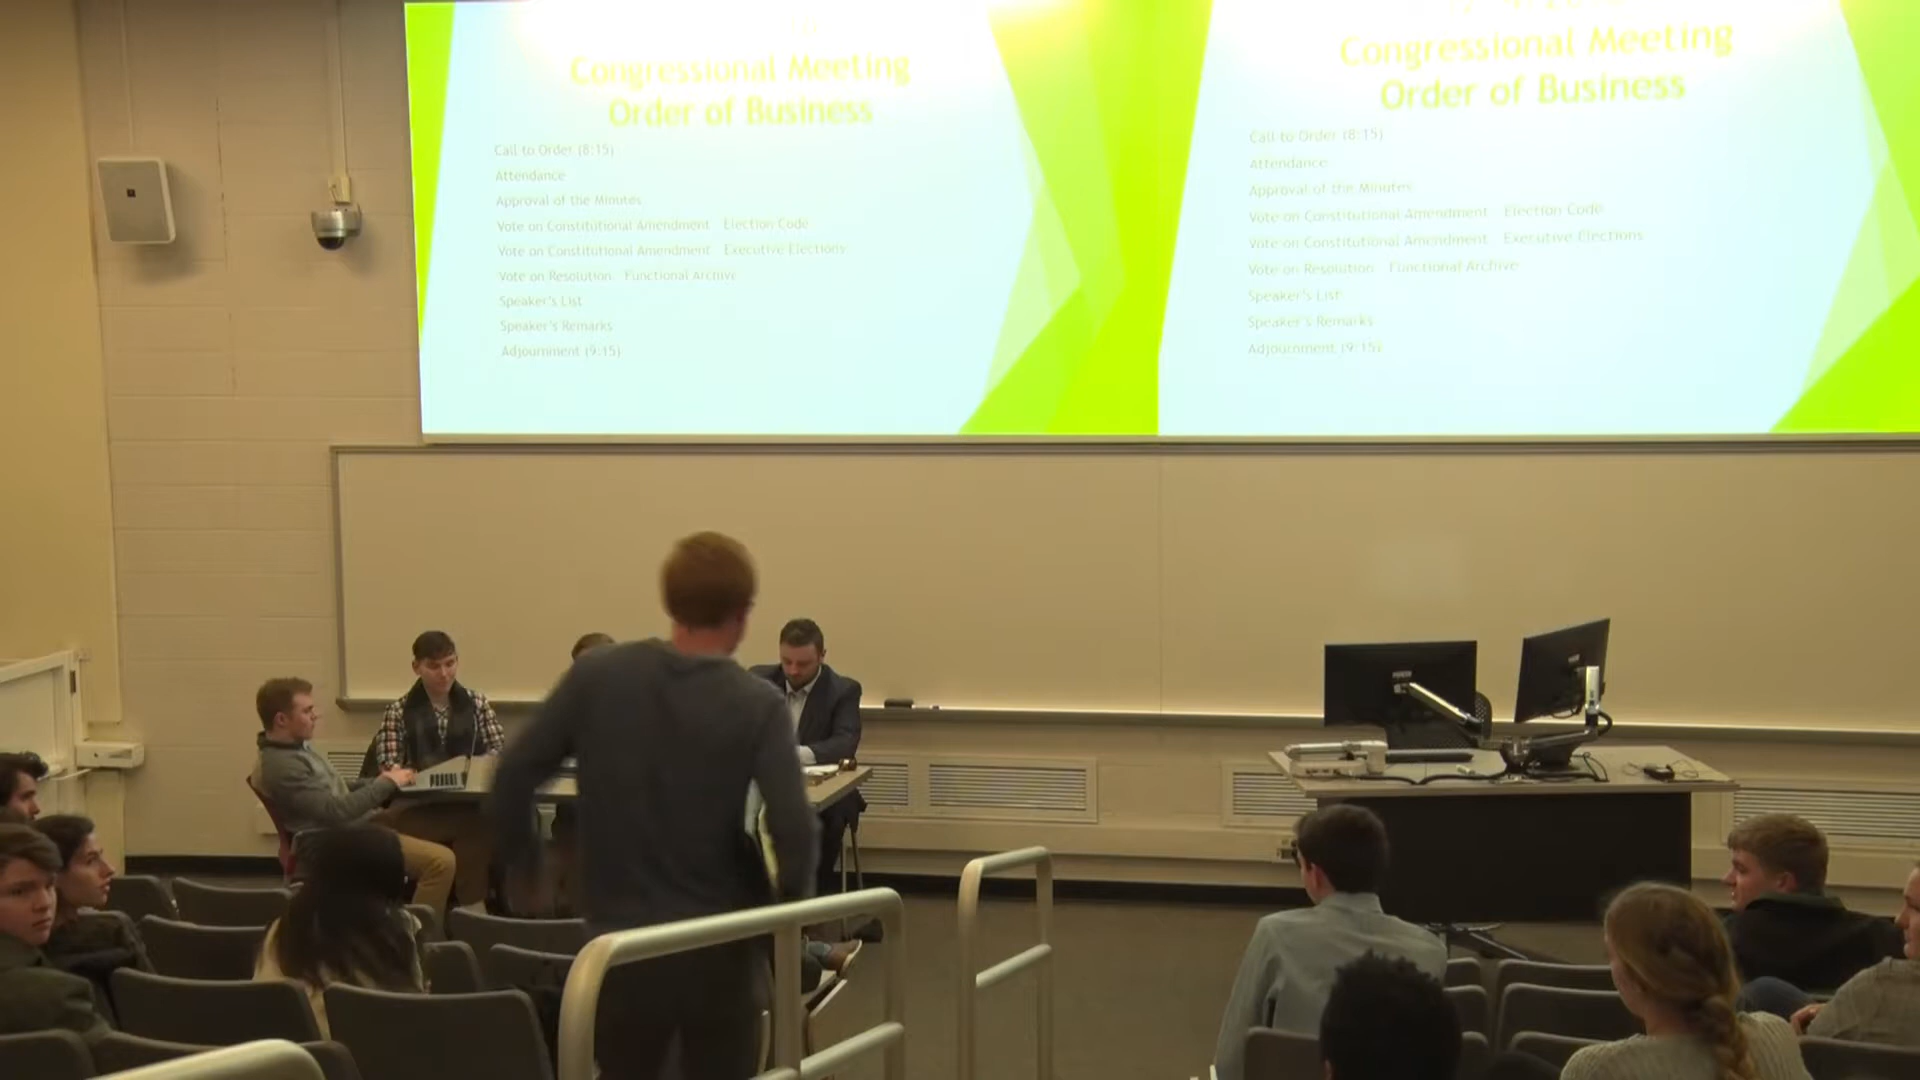 Congressional Meeting
Order of Business
Call to Order (8:15)
Attendance
Approval of the Minutes
Vote on Constitutional Amendment Election Code
Vote on Constitutional Amendment Executive Elections
Vote on Resolution Functional Archive
Speaker's List
Speaker's Remarks
Adjournment (9:15)
Congressional Meeting
Order of Business
Call to Order (8:15)
Attendance
Approval of the Minutes
Vote on Constitutional Amendment Election Code
Vote on Constitutional Amendment Executive Elections
Vote on Resolution Functional Archive
Speaker's List
Speaker's Remarks
Adjournment (9:15)